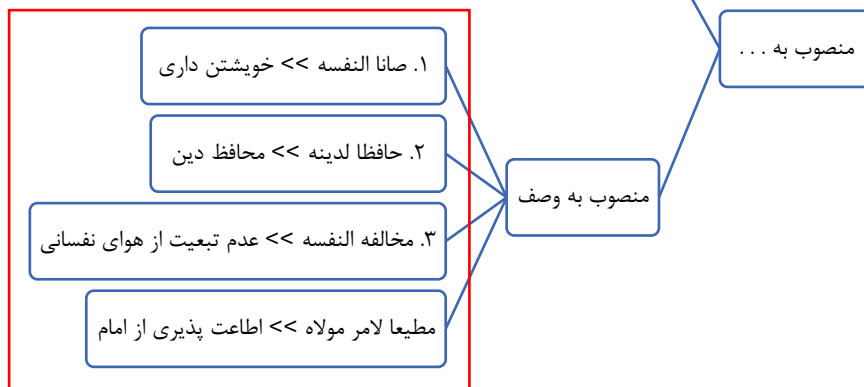 منصوب به . . .
منصوب به وصف
۱. صانا النفسه >> خویشتن داری
۲. حافظا لدینه >> محافظ دین
۳. مخالفه النفسه >> عدم تبعیت از هوای نفسانی
مطیعا لامر مولاه >> اطاعت پذیری از امام